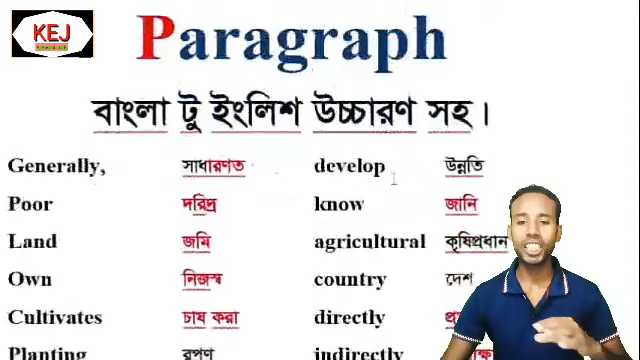 KEJ
Paragraph
বাংলা টু ইংলিশ উচ্চারণ সহ।
Generally, সাধারণত develop উন্নতি
Poor দরিদ্র know জানি
Land জমি agricultural কৃষিপ্রধান
Own নিজস্ব country দেশ
Cultivates চাষ করা directly
Planting রুপণ indirectly